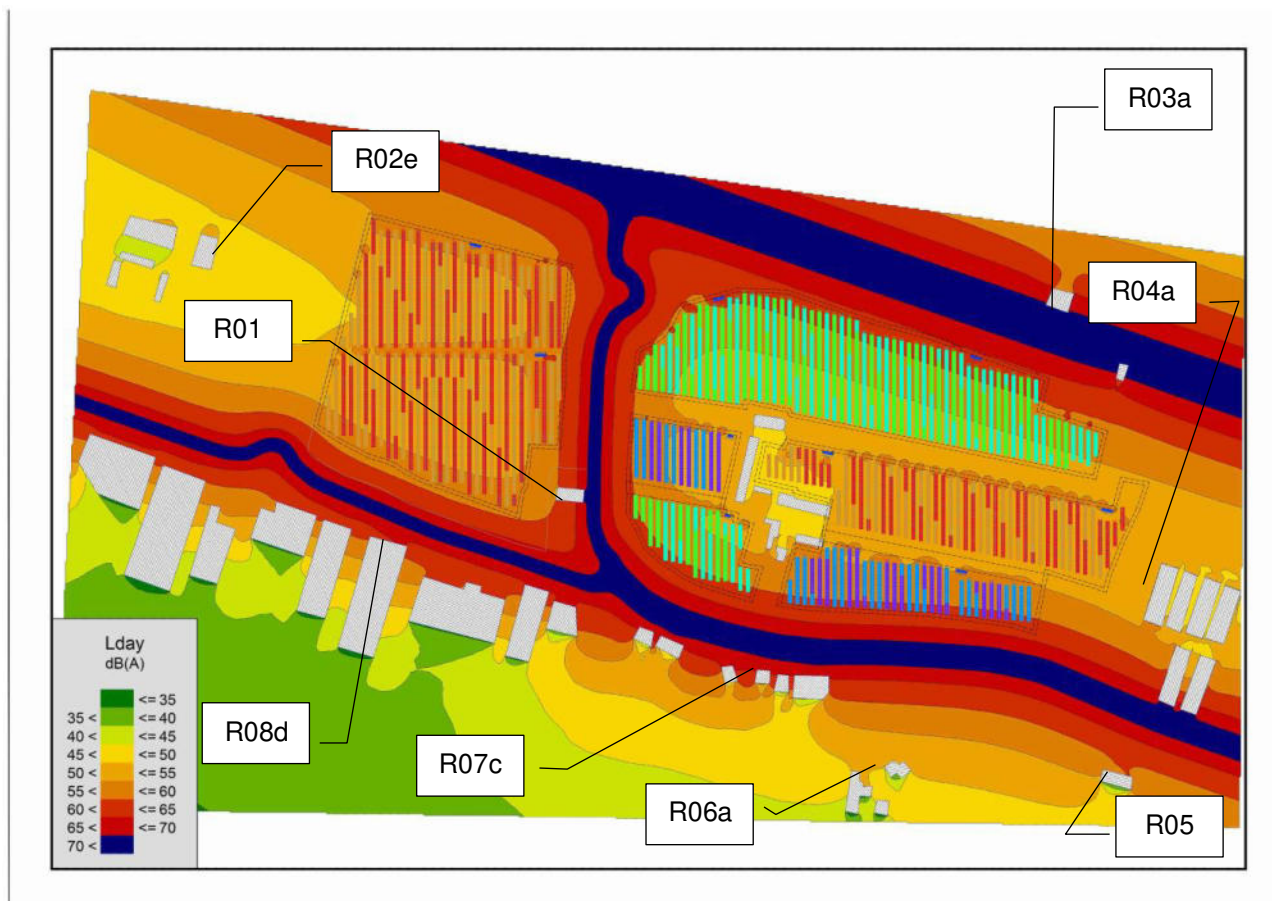 R03a
R02e
R04a
R01
Lday
dB(A)
<= 35
35 < <= 40
40 < <= 45
45 < <= 50
50 < <= 55
55 < <= 60
60 < <= 65
65 < <= 70
70 <
R08d
R07c
R06a
R05